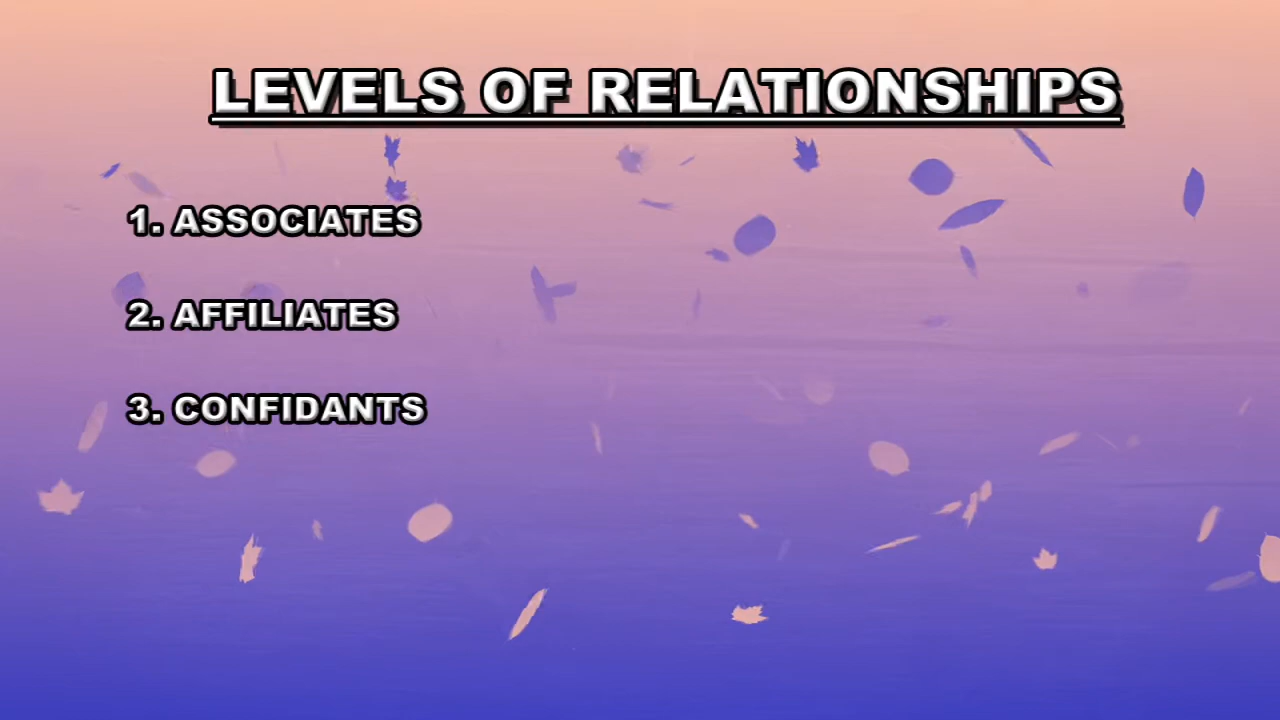 LEVELS OF RELATIONSHIPS
1. ASSOCIATES
2. AFFILIATES
3. CONFIDANTS